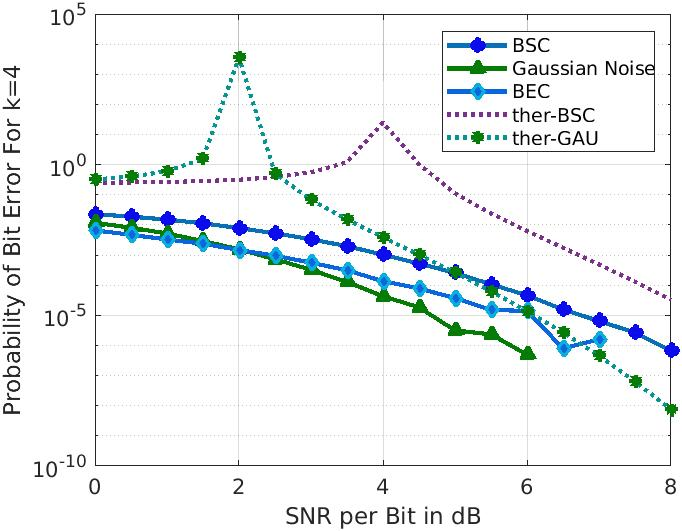 10^5
10^0
10^-5
10^-10
Probability of Bit Error For k=4
BSC
Gaussian Noise
BEC
ther-BSC
ther-GAU
0 2 4 6 8
SNR per Bit in dB